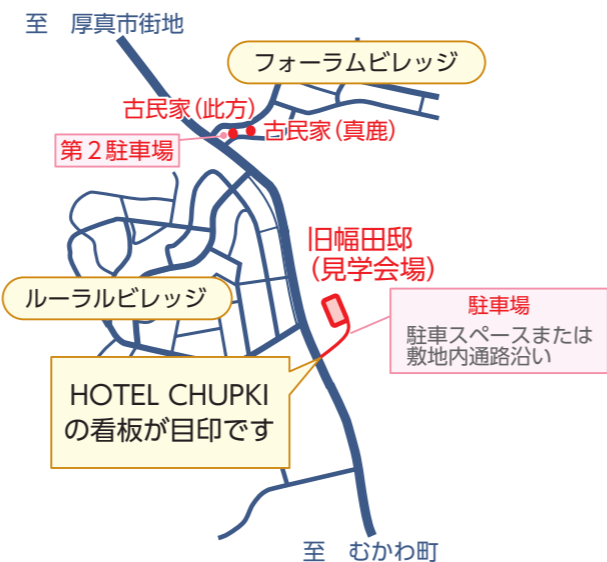 至 厚真市街地
フォーラムビレッジ
古民家(此方)
古民家(真鹿)
第2駐車場
旧幅田邸
(見学会場)
ルーラルビレッジ
駐車場
駐車スペースまたは
敷地内通路沿い
HOTEL CHUPKI
の看板が目印です
至 むかわ町